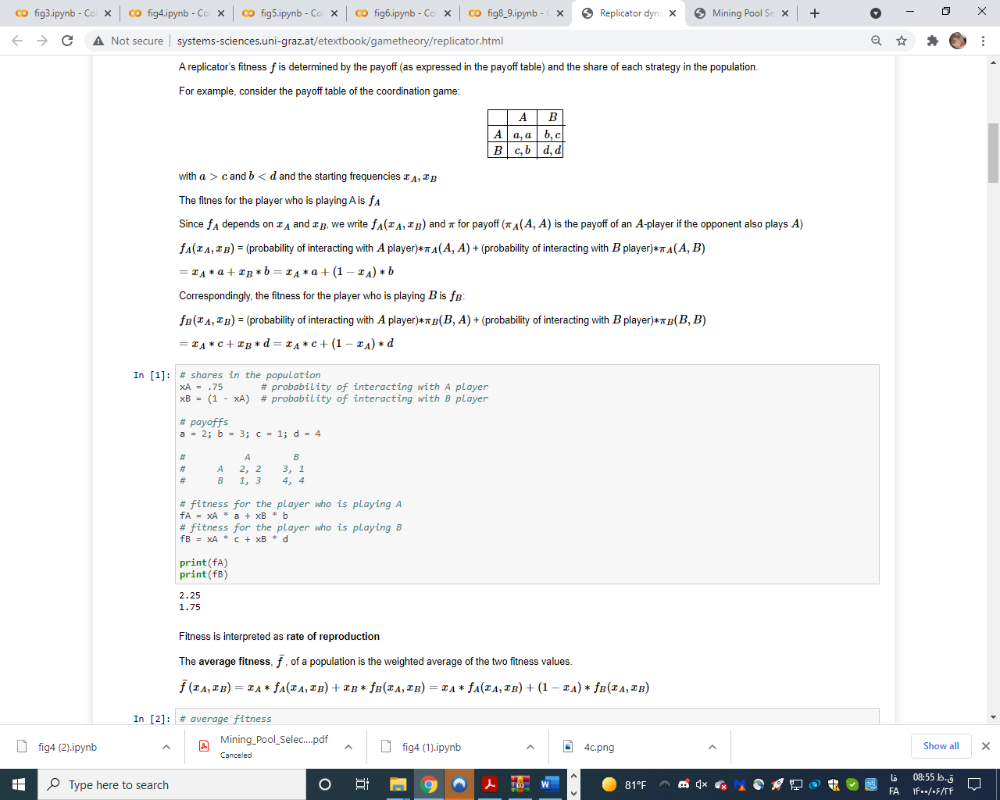 fig3.ipynb - Co
fig4.ipynb - Co
fig5.ipynb - Co
fig6.ipynb - Co
fig8_9.ipynb - C
Replicator dyn
Mining Pool Se
Not secure
systems-sciences.uni-graz.at/etextbook/gametheory/replicator.html
A replicator's fitness f is determined by the payoff (as expressed in the payoff table) and the share of each strategy in the population.
For example, consider the payoff table of the coordination game:
A B
A a, a b, c
B c, b d, d
with a > c and b < d and the starting frequencies x_A, x_B
The fitnes for the player who is playing A is f_A
Since f_A depends on x_A and x_B, we write f_A(x_A, x_B) and π for payoff (π_A(A, A) is the payoff of an A-player if the opponent also plays A)
f_A(x_A, x_B) = (probability of interacting with A player)*π_A(A, A) + (probability of interacting with B player)*π_A(A, B)
= x_A * a + x_B * b = x_A * a + (1 − x_A) * b
Correspondingly, the fitness for the player who is playing B is f_B:
f_B(x_A, x_B) = (probability of interacting with A player)*π_B(B, A) + (probability of interacting with B player)*π_B(B, B)
= x_A * c + x_B * d = x_A * c + (1 − x_A) * d
In [1]:
# shares in the population
xA = .75 # probability of interacting with A player
xB = (1 - xA) # probability of interacting with B player
# payoffs
a = 2; b = 3; c = 1; d = 4
# A B
# A 2, 2 3, 1
# B 1, 3 4, 4
# fitness for the player who is playing A
fA = xA * a + xB * b
# fitness for the player who is playing B
fB = xA * c + xB * d
print(fA)
print(fB)
2.25
1.75
Fitness is interpreted as rate of reproduction
The average fitness, f̄, of a population is the weighted average of the two fitness values.
f̄(x_A, x_B) = x_A * f_A(x_A, x_B) + x_B * f_B(x_A, x_B) = x_A * f_A(x_A, x_B) + (1 − x_A) * f_B(x_A, x_B)
In [2]: # average fitness
fig4 (2).ipynb
Mining_Pool_Selec....pdf
Canceled
fig4 (1).ipynb
4c.png
Show all
Type here to search
81°F
فا
FA
08:55 ق.ظ
۱۴۰۰/۰۶/۲۴